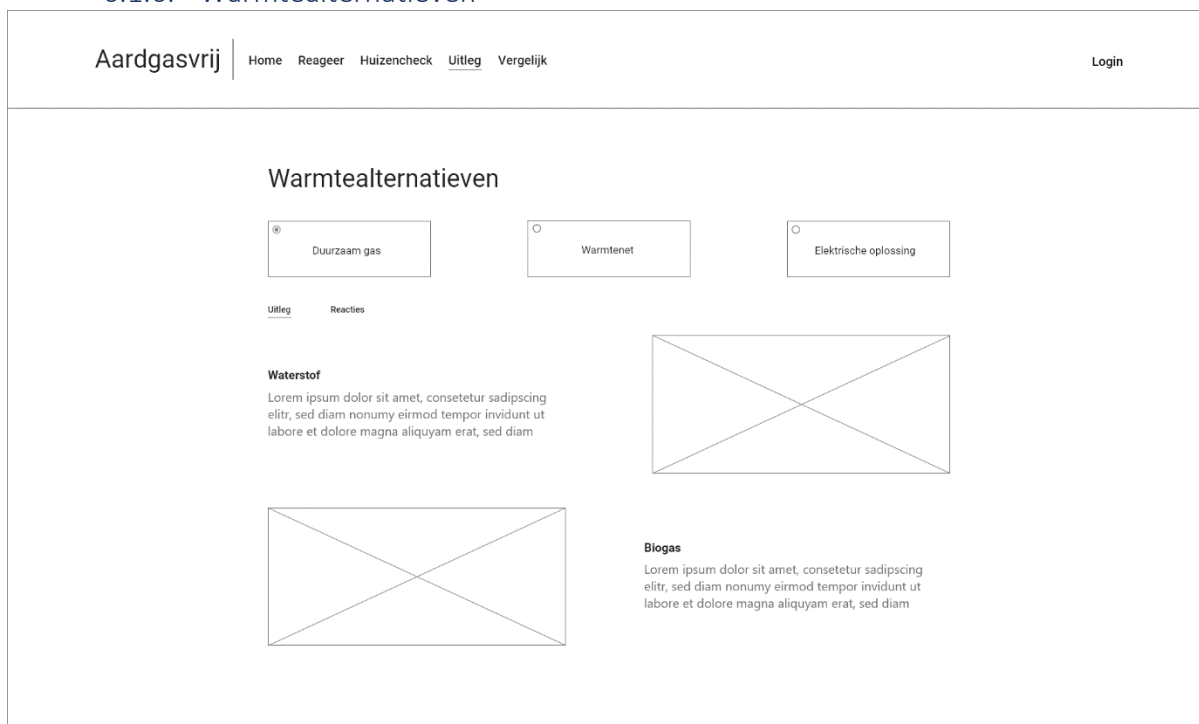 Warmtealternatieven
Aardgasvrij
Home Reageer Huizencheck Uitleg Vergelijk
Login
Warmtealternatieven
Duurzaam gas
Warmtenet
Elektrische oplossing
Uitleg Reacties
Waterstof
Lorem ipsum dolor sit amet, consetetur sadipscing
elitr, sed diam nonumy eirmod tempor invidunt ut
labore et dolore magna aliquyam erat, sed diam
Biogas
Lorem ipsum dolor sit amet, consetetur sadipscing
elitr, sed diam nonumy eirmod tempor invidunt ut
labore et dolore magna aliquyam erat, sed diam